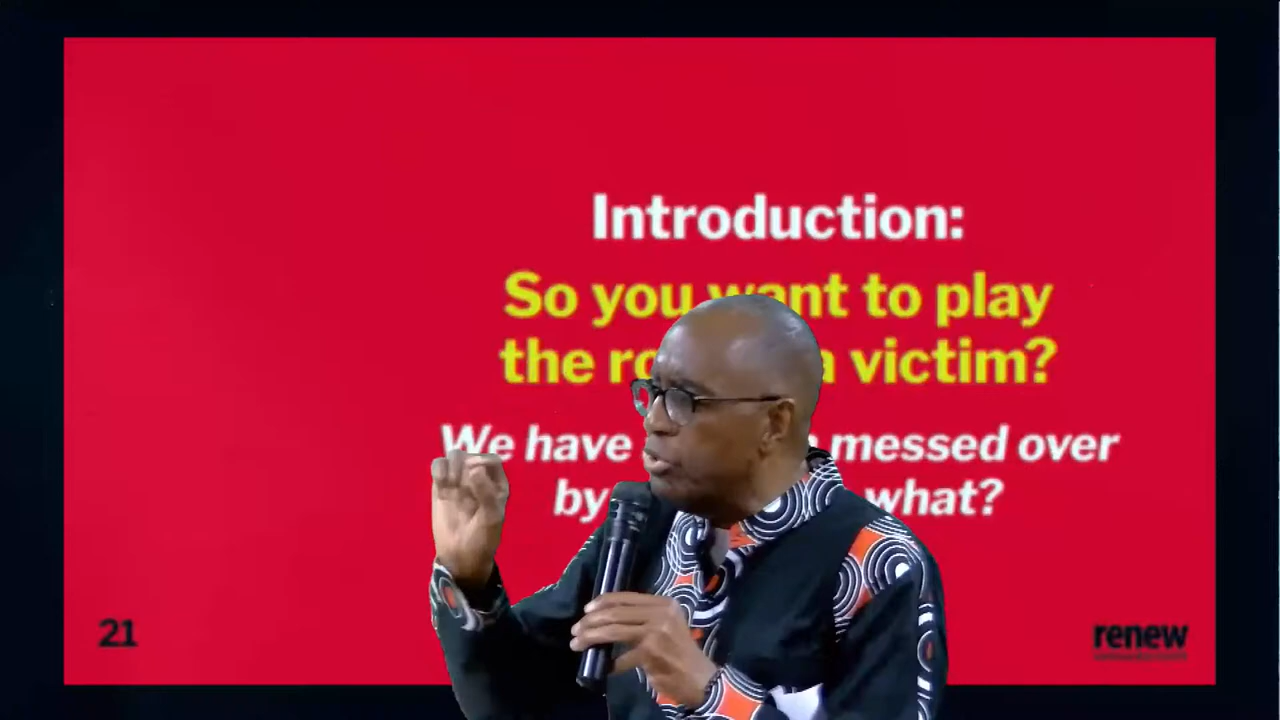 Introduction:
So you want to play
the ro a victim?
We have messed over
by what?
21
renew